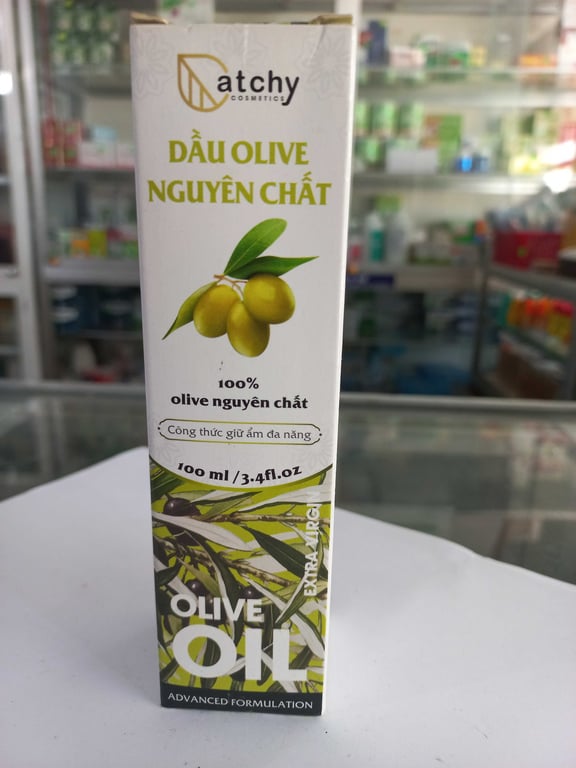 Catchy
COSMETICS
DẦU OLIVE
NGUYÊN CHẤT
100%
olive nguyên chất
Công thức giữ ẩm đa năng
100 ml / 3.4fl.oz
EXTRA VIRGIN
OLIVE
OIL
ADVANCED FORMULATION